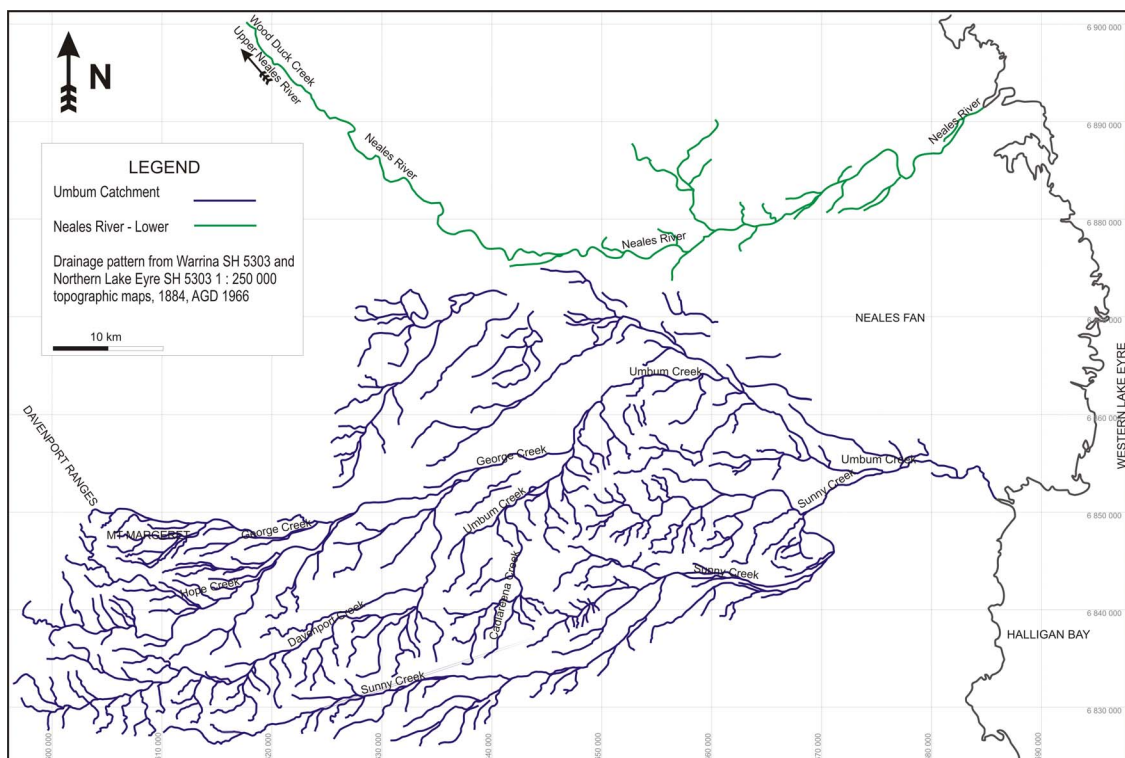 N
LEGEND
Umbum Catchment
Neales River - Lower
Drainage pattern from Warrina SH 5303 and
Northern Lake Eyre SH 5303 1 : 250 000
topographic maps, 1884, AGD 1966
10 km
Wood Duck Creek
Upper Neales River
Neales River
Neales River
Neales River
NEALES FAN
WESTERN LAKE EYRE
HALLIGAN BAY
DAVENPORT RANGES
MT MARGERET
Umbum Creek
Umbum Creek
Umbum Creek
George Creek
George Creek
Hope Creek
Davenport Creek
Caulareena Creek
Sunny Creek
Sunny Creek
Sunny Creek
6 900 000
6 890 000
6 880 000
6 860 000
6 850 000
6 840 000
6 830 000